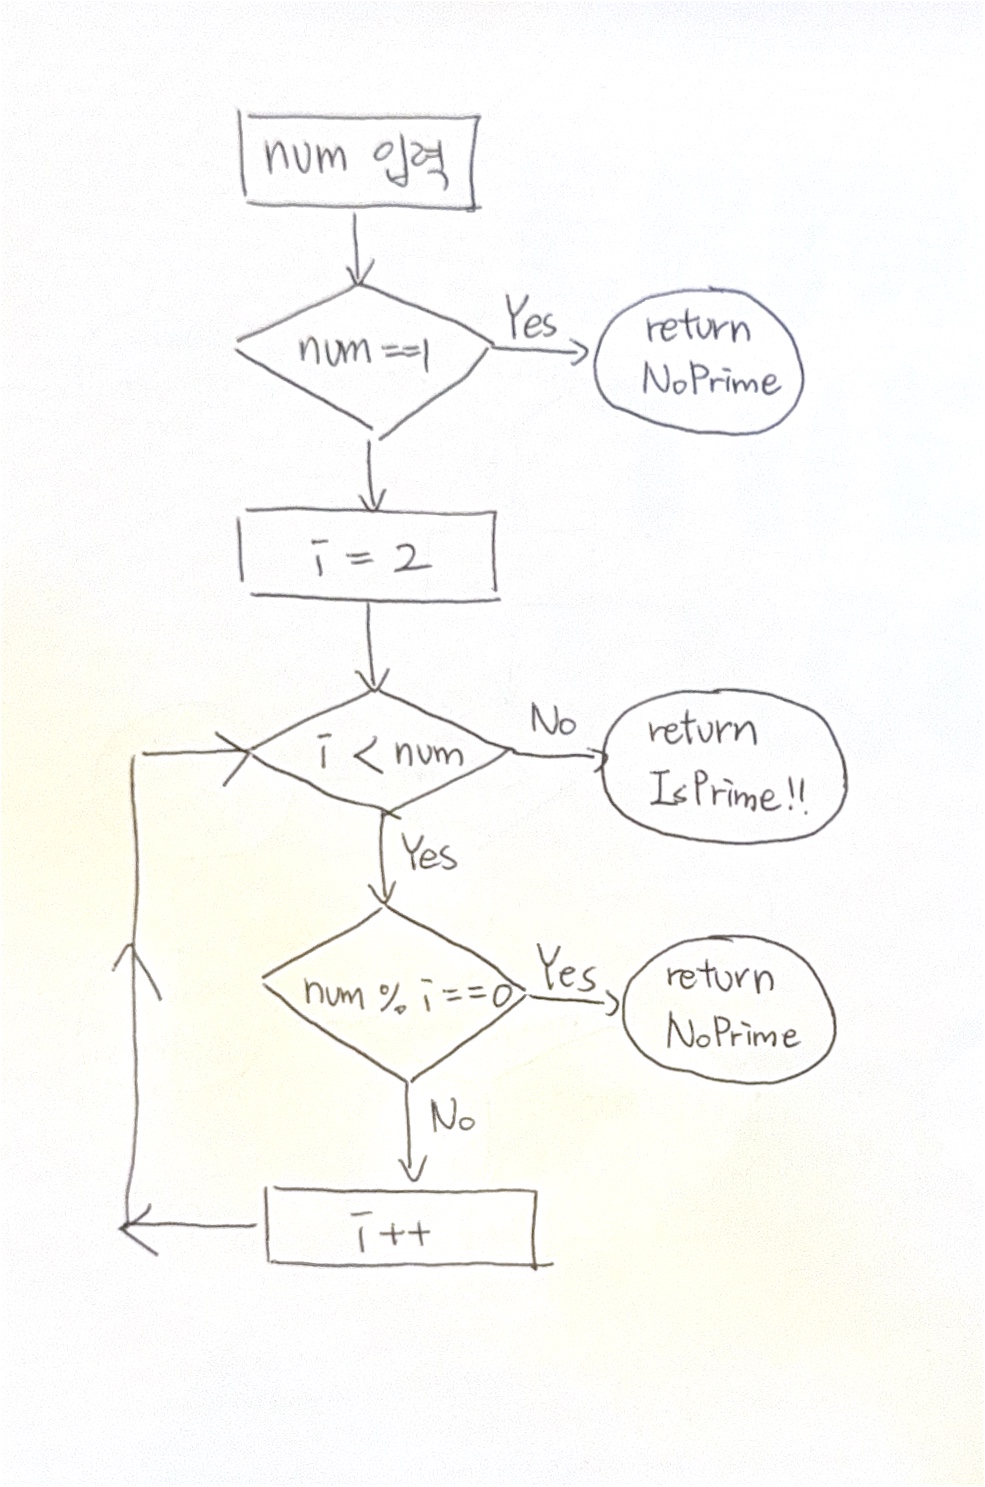 num 입력
num==1
Yes
return
NoPrime
i = 2
i < num
No
return
IsPrime!!
Yes
num % i==0
Yes
return
NoPrime
No
i++